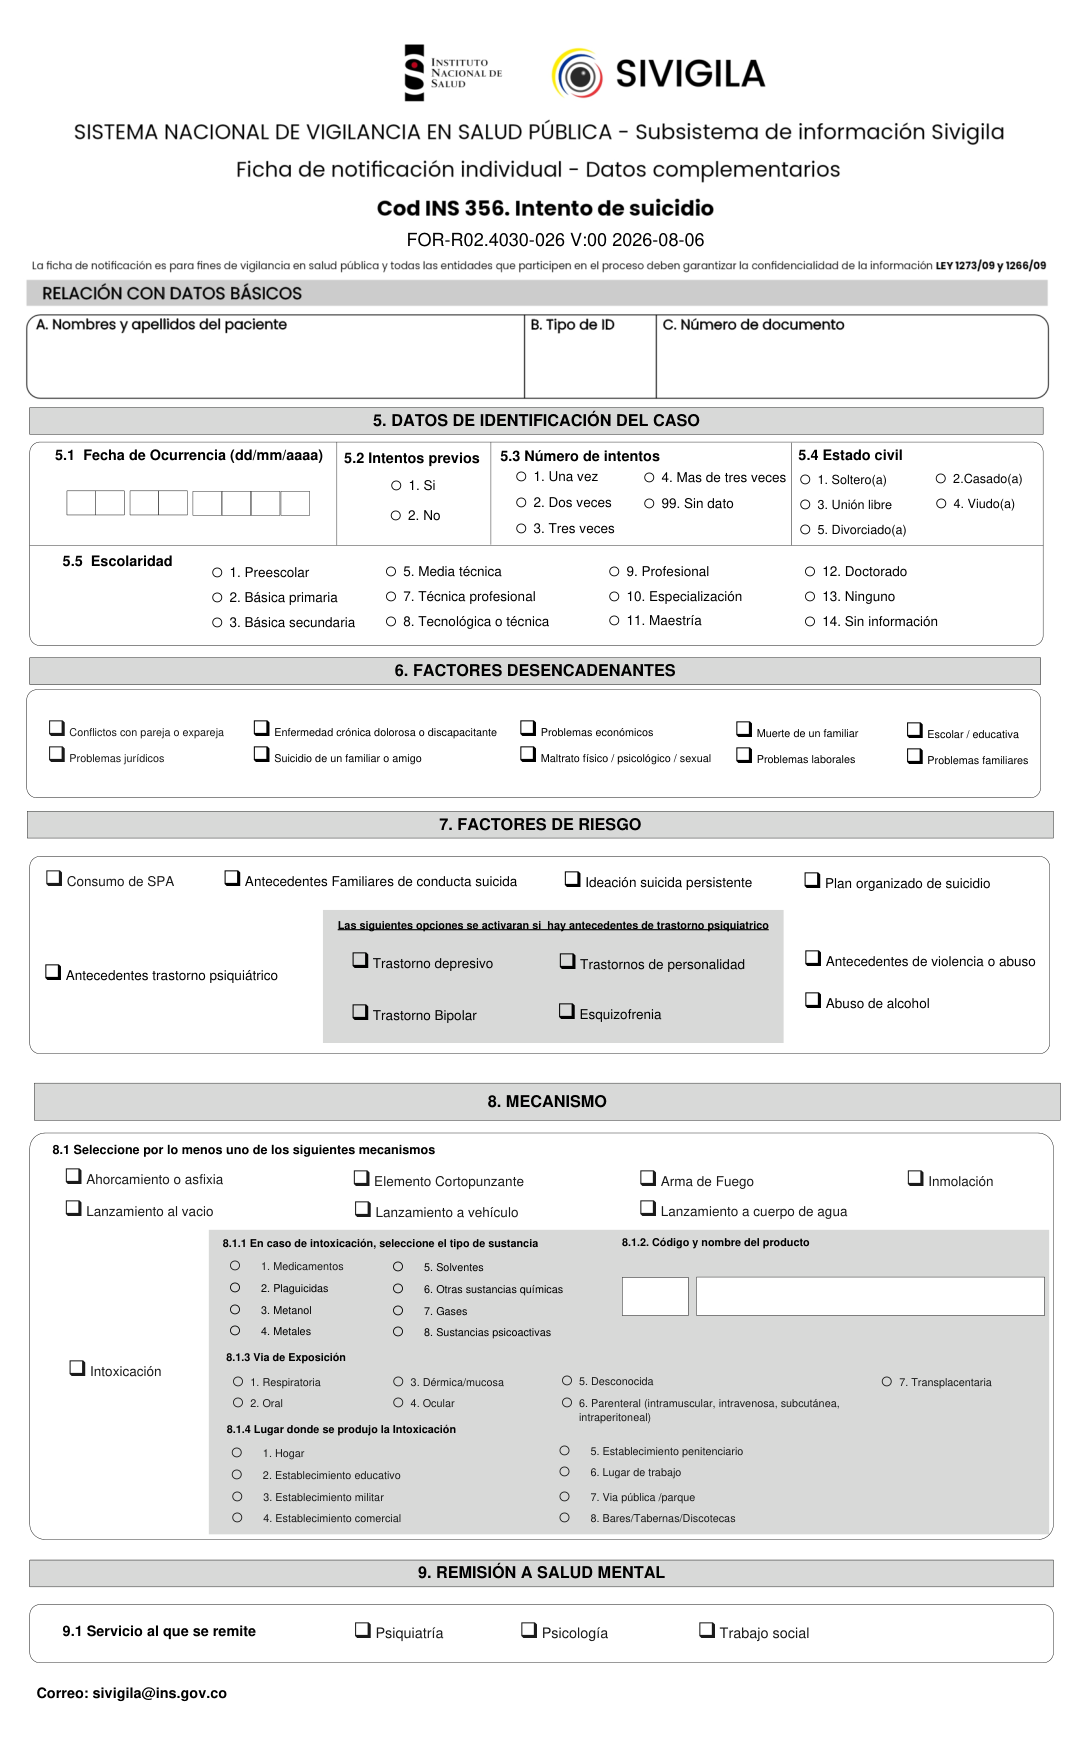 INSTITUTO
NACIONAL DE
SALUD
SIVIGILA
SISTEMA NACIONAL DE VIGILANCIA EN SALUD PÚBLICA - Subsistema de información Sivigila
Ficha de notificación individual - Datos complementarios
Cod INS 356. Intento de suicidio
FOR-R02.4030-026 V:00 2026-08-06
La ficha de notificación es para fines de vigilancia en salud pública y todas las entidades que participen en el proceso deben garantizar la confidencialidad de la información LEY 1273/09 y 1266/09
RELACIÓN CON DATOS BÁSICOS
A. Nombres y apellidos del paciente
B. Tipo de ID
C. Número de documento
5. DATOS DE IDENTIFICACIÓN DEL CASO
5.1 Fecha de Ocurrencia (dd/mm/aaaa)
5.2 Intentos previos
1. Si
2. No
5.3 Número de intentos
1. Una vez
4. Mas de tres veces
2. Dos veces
99. Sin dato
3. Tres veces
5.4 Estado civil
1. Soltero(a)
2.Casado(a)
3. Unión libre
4. Viudo(a)
5. Divorciado(a)
5.5 Escolaridad
1. Preescolar
5. Media técnica
9. Profesional
12. Doctorado
2. Básica primaria
7. Técnica profesional
10. Especialización
13. Ninguno
3. Básica secundaria
8. Tecnológica o técnica
11. Maestría
14. Sin información
6. FACTORES DESENCADENANTES
Conflictos con pareja o expareja
Enfermedad crónica dolorosa o discapacitante
Problemas económicos
Muerte de un familiar
Escolar / educativa
Problemas jurídicos
Suicidio de un familiar o amigo
Maltrato físico / psicológico / sexual
Problemas laborales
Problemas familiares
7. FACTORES DE RIESGO
Consumo de SPA
Antecedentes Familiares de conducta suicida
Ideación suicida persistente
Plan organizado de suicidio
Las siguientes opciones se activaran si hay antecedentes de trastorno psiquiatrico
Antecedentes trastorno psiquiátrico
Trastorno depresivo
Trastornos de personalidad
Antecedentes de violencia o abuso
Trastorno Bipolar
Esquizofrenia
Abuso de alcohol
8. MECANISMO
8.1 Seleccione por lo menos uno de los siguientes mecanismos
Ahorcamiento o asfixia
Elemento Cortopunzante
Arma de Fuego
Inmolación
Lanzamiento al vacio
Lanzamiento a vehículo
Lanzamiento a cuerpo de agua
Intoxicación
8.1.1 En caso de intoxicación, seleccione el tipo de sustancia
8.1.2. Código y nombre del producto
1. Medicamentos
5. Solventes
2. Plaguicidas
6. Otras sustancias químicas
3. Metanol
7. Gases
4. Metales
8. Sustancias psicoactivas
8.1.3 Via de Exposición
1. Respiratoria
3. Dérmica/mucosa
5. Desconocida
7. Transplacentaria
2. Oral
4. Ocular
6. Parenteral (intramuscular, intravenosa, subcutánea,
intraperitoneal)
8.1.4 Lugar donde se produjo la Intoxicación
1. Hogar
5. Establecimiento penitenciario
2. Establecimiento educativo
6. Lugar de trabajo
3. Establecimiento militar
7. Via pública /parque
4. Establecimiento comercial
8. Bares/Tabernas/Discotecas
9. REMISIÓN A SALUD MENTAL
9.1 Servicio al que se remite
Psiquiatría
Psicología
Trabajo social
Correo: sivigila@ins.gov.co